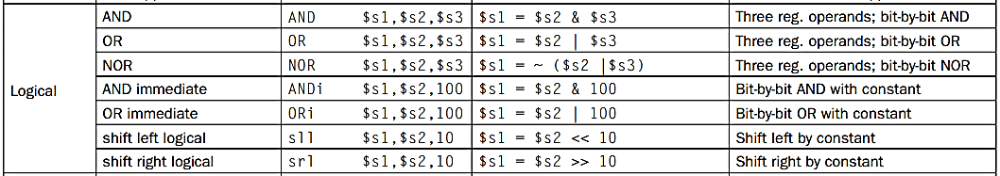 AND AND $s1,$s2,$s3 $s1 = $s2 & $s3 Three reg. operands; bit-by-bit AND
OR OR $s1,$s2,$s3 $s1 = $s2 | $s3 Three reg. operands; bit-by-bit OR
NOR NOR $s1,$s2,$s3 $s1 = ~ ($s2 |$s3) Three reg. operands; bit-by-bit NOR
Logical AND immediate ANDi $s1,$s2,100 $s1 = $s2 & 100 Bit-by-bit AND with constant
OR immediate ORi $s1,$s2,100 $s1 = $s2 | 100 Bit-by-bit OR with constant
shift left logical sll $s1,$s2,10 $s1 = $s2 << 10 Shift left by constant
shift right logical srl $s1,$s2,10 $s1 = $s2 >> 10 Shift right by constant